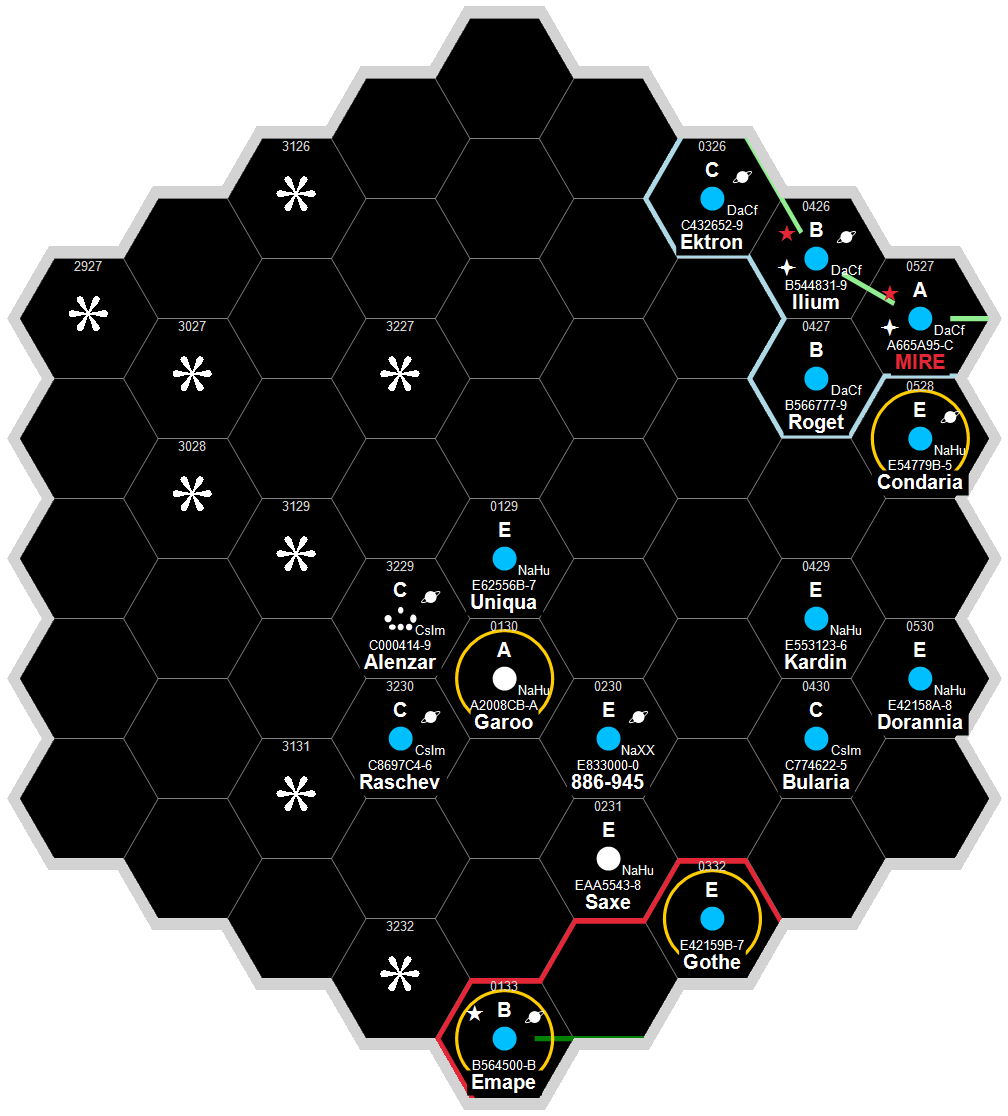 3126
2927
3027
3227
3028
3129
0326
C
DaCf
C432652-9
Ektron
0426
B
DaCf
B544831-9
Ilium
0527
A
DaCf
A665A95-C
MIRE
0427
B
DaCf
B566777-9
Roget
0528
E
NaHu
E54779B-5
Condaria
0129
E
NaHu
E62556B-7
Uniqua
3229
C
CsIm
C000414-9
Alenzar
0130
A
NaHu
A2008CB-A
Garoo
0429
E
NaHu
E553123-6
Kardin
0530
E
NaHu
E42158A-8
Dorannia
3230
C
CsIm
C8697C4-6
Raschev
0230
E
NaXX
E833000-0
886-945
0430
C
CsIm
C774622-5
Bularia
3131
0231
E
NaHu
EAA5543-8
Saxe
0332
E
E42159B-7
Gothe
3232
0133
B
B564500-B
Emape